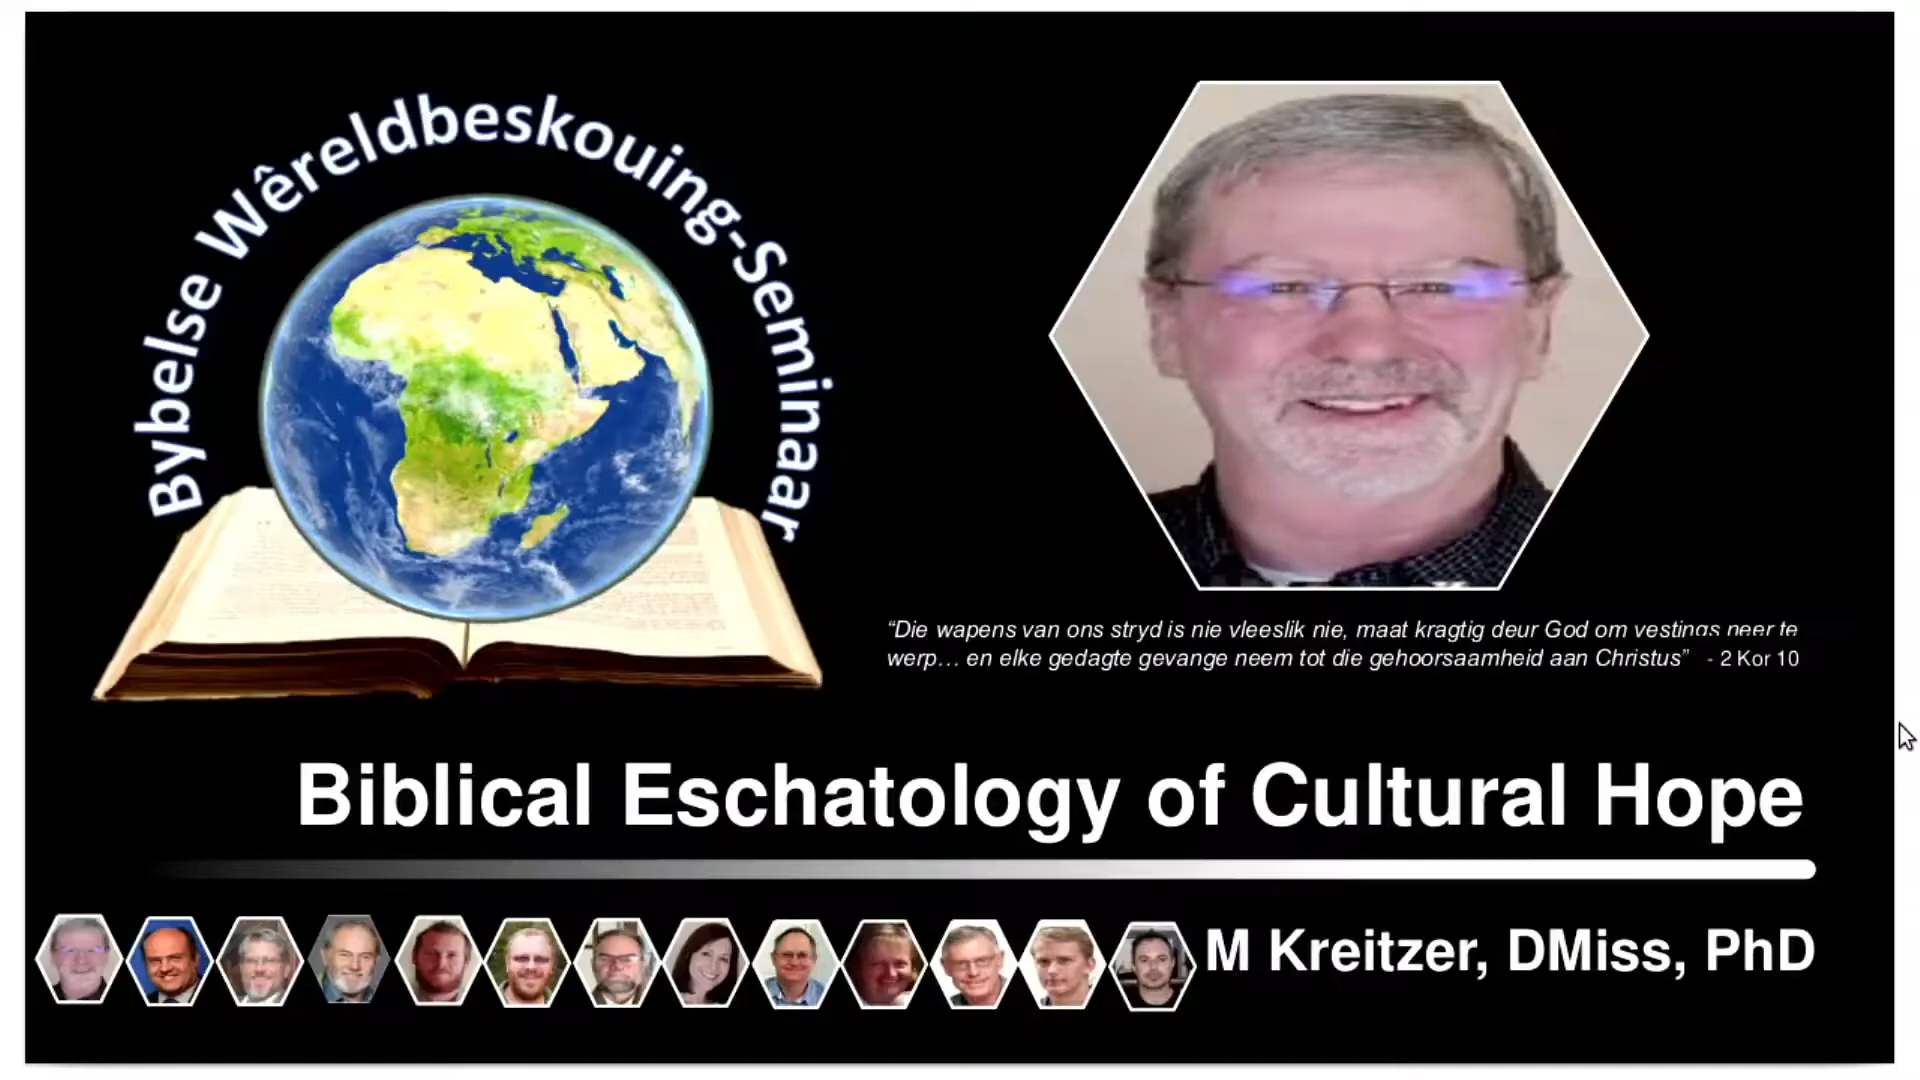 Bybelse Wêreldbeskouing-Seminaar
“Die wapens van ons stryd is nie vleeslik nie, maat kragtig deur God om vestings neer te
werp… en elke gedagte gevange neem tot die gehoorsaamheid aan Christus” - 2 Kor 10
Biblical Eschatology of Cultural Hope
M Kreitzer, DMiss, PhD